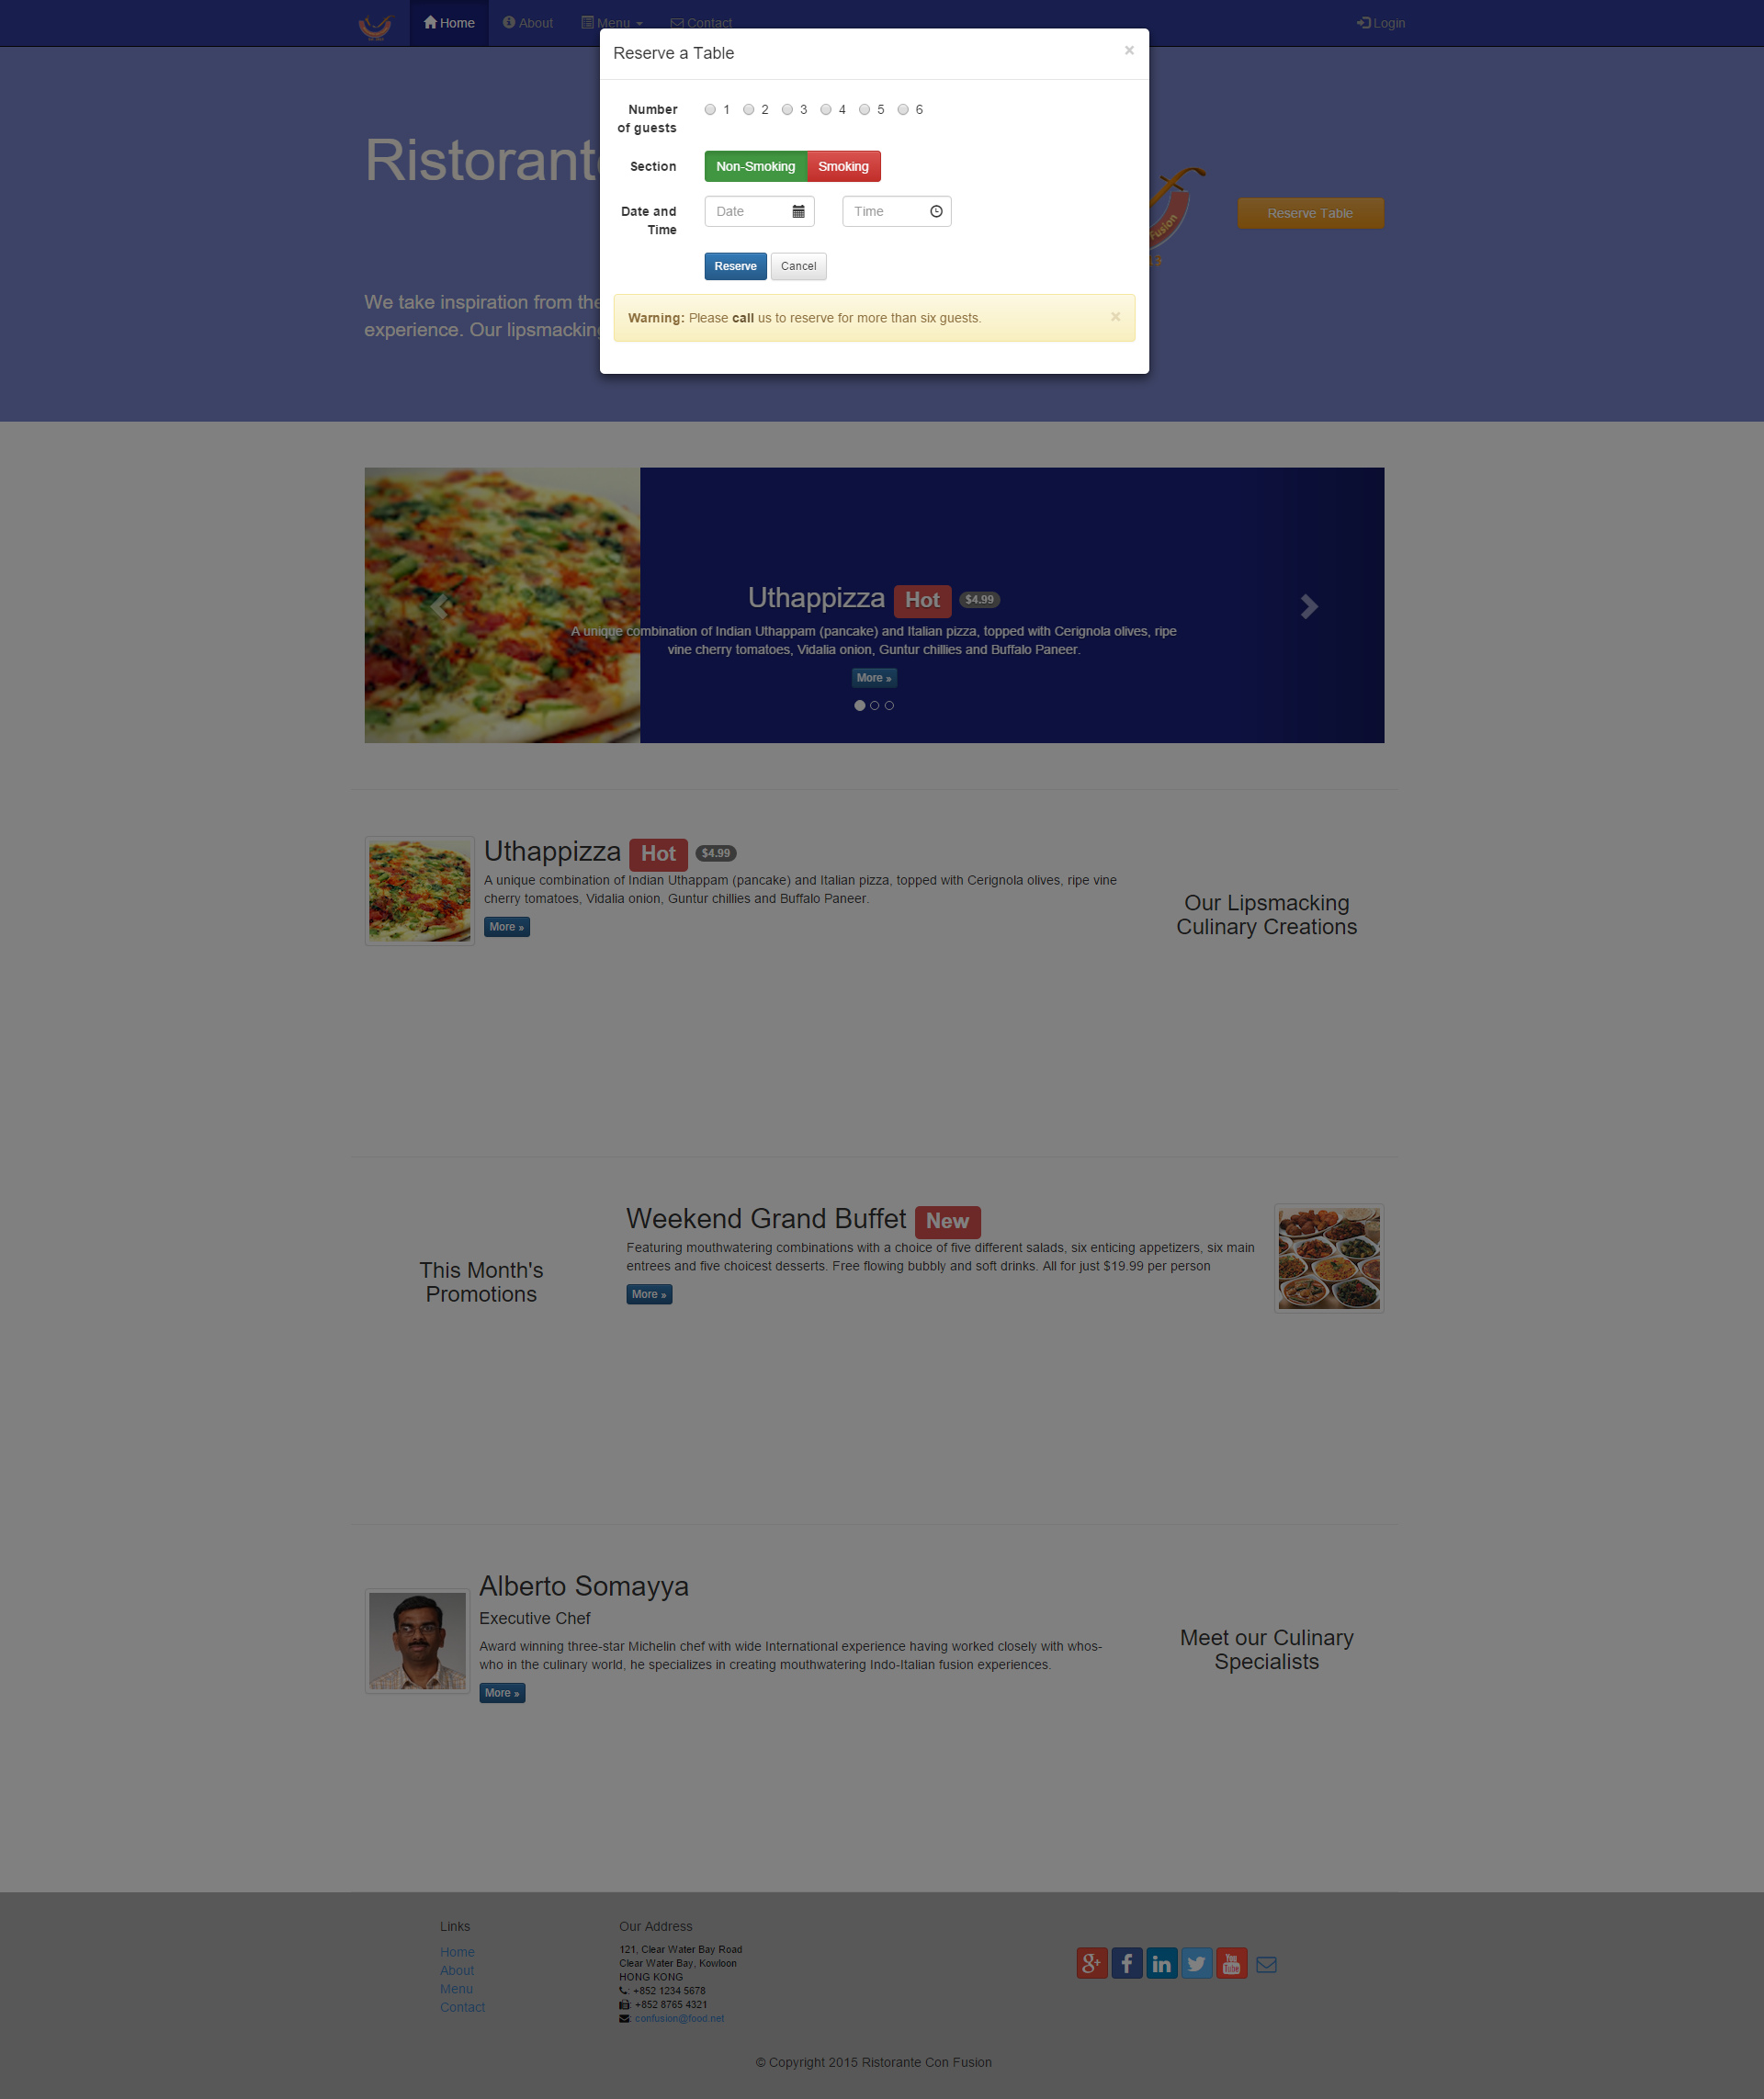 Home About Menu Contact Login
Reserve a Table ×
Number of guests
1 2 3 4 5 6
Section
Non-Smoking Smoking
Date and Time
Date Time
Reserve Cancel
Warning: Please call us to reserve for more than six guests. ×
Ristorante
Fusion
Reserve Table
We take inspiration from the
experience. Our lipsmacking
Uthappizza Hot $4.99
A unique combination of Indian Uthappam (pancake) and Italian pizza, topped with Cerignola olives, ripe
vine cherry tomatoes, Vidalia onion, Guntur chillies and Buffalo Paneer.
More »
Uthappizza Hot $4.99
A unique combination of Indian Uthappam (pancake) and Italian pizza, topped with Cerignola olives, ripe vine
cherry tomatoes, Vidalia onion, Guntur chillies and Buffalo Paneer.
More »
Our Lipsmacking
Culinary Creations
This Month's
Promotions
Weekend Grand Buffet New
Featuring mouthwatering combinations with a choice of five different salads, six enticing appetizers, six main
entrees and five choicest desserts. Free flowing bubbly and soft drinks. All for just $19.99 per person
More »
Alberto Somayya
Executive Chef
Award winning three-star Michelin chef with wide International experience having worked closely with whos-
who in the culinary world, he specializes in creating mouthwatering Indo-Italian fusion experiences.
More »
Meet our Culinary
Specialists
Links
Home
About
Menu
Contact
Our Address
121, Clear Water Bay Road
Clear Water Bay, Kowloon
HONG KONG
: +852 1234 5678
: +852 8765 4321
: confusion@food.net
g+ f in You Tube
© Copyright 2015 Ristorante Con Fusion